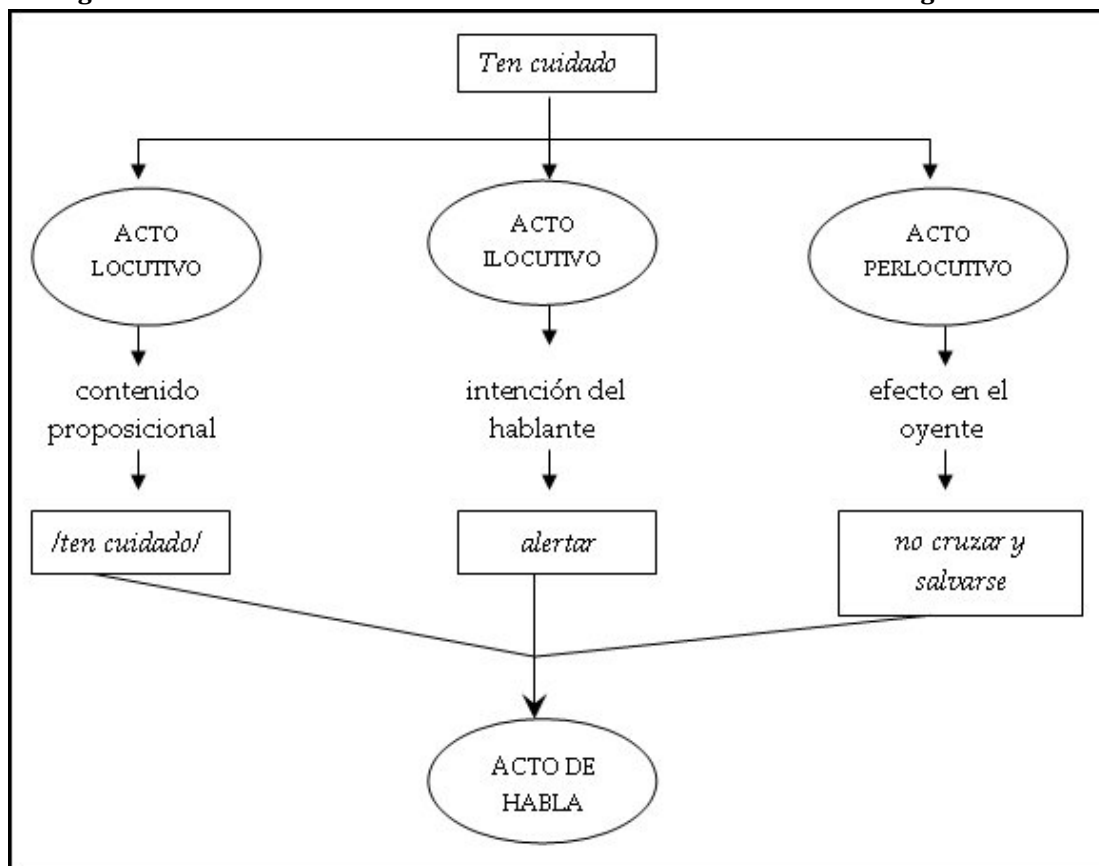 Ten cuidado
ACTO
LOCUTIVO
ACTO
ILOCUTIVO
ACTO
PERLOCUTIVO
contenido
proposicional
intención del
hablante
efecto en el
oyente
/ten cuidado/
alertar
no cruzar y
salvarse
ACTO DE
HABLA